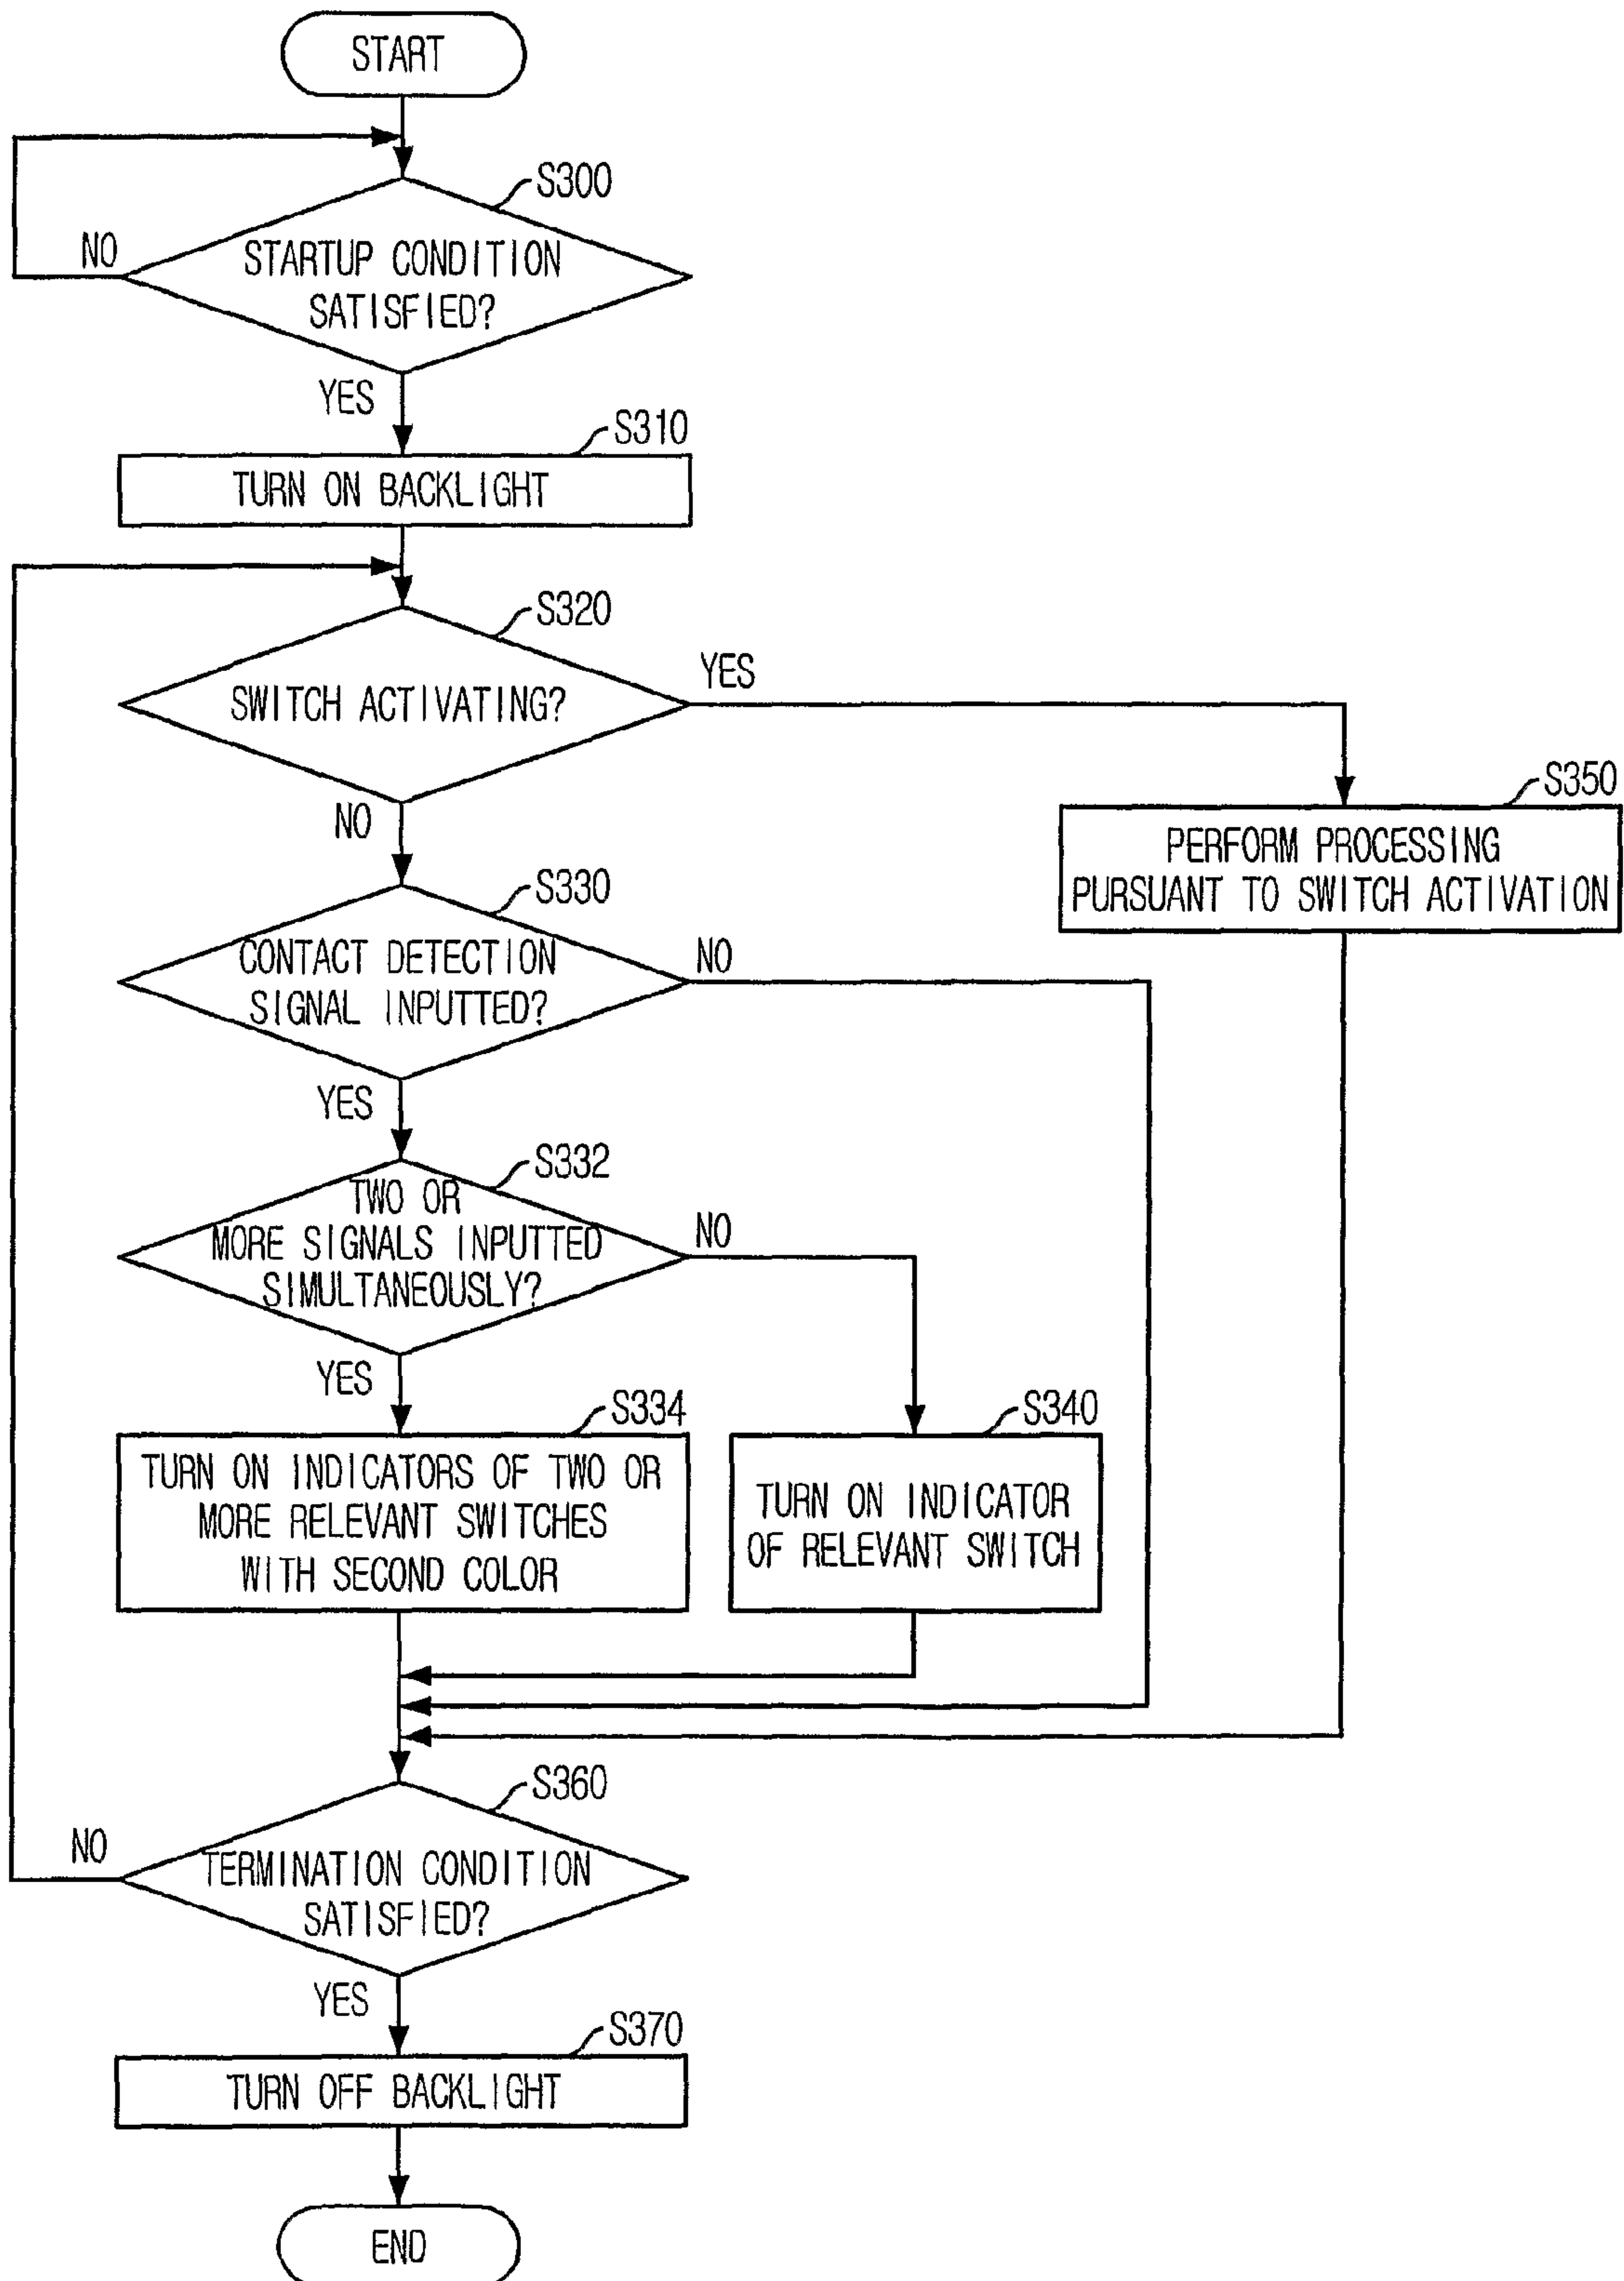 START
S300
NO
STARTUP CONDITION
SATISFIED?
YES
S310
TURN ON BACKLIGHT
S320
YES
SWITCH ACTIVATING?
NO
S350
PERFORM PROCESSING
PURSUANT TO SWITCH ACTIVATION
S330
CONTACT DETECTION
SIGNAL INPUTTED?
NO
YES
S332
TWO OR
MORE SIGNALS INPUTTED
SIMULTANEOUSLY?
NO
YES
S334
TURN ON INDICATORS OF TWO OR
MORE RELEVANT SWITCHES
WITH SECOND COLOR
S340
TURN ON INDICATOR
OF RELEVANT SWITCH
S360
NO
TERMINATION CONDITION
SATISFIED?
YES
S370
TURN OFF BACKLIGHT
END